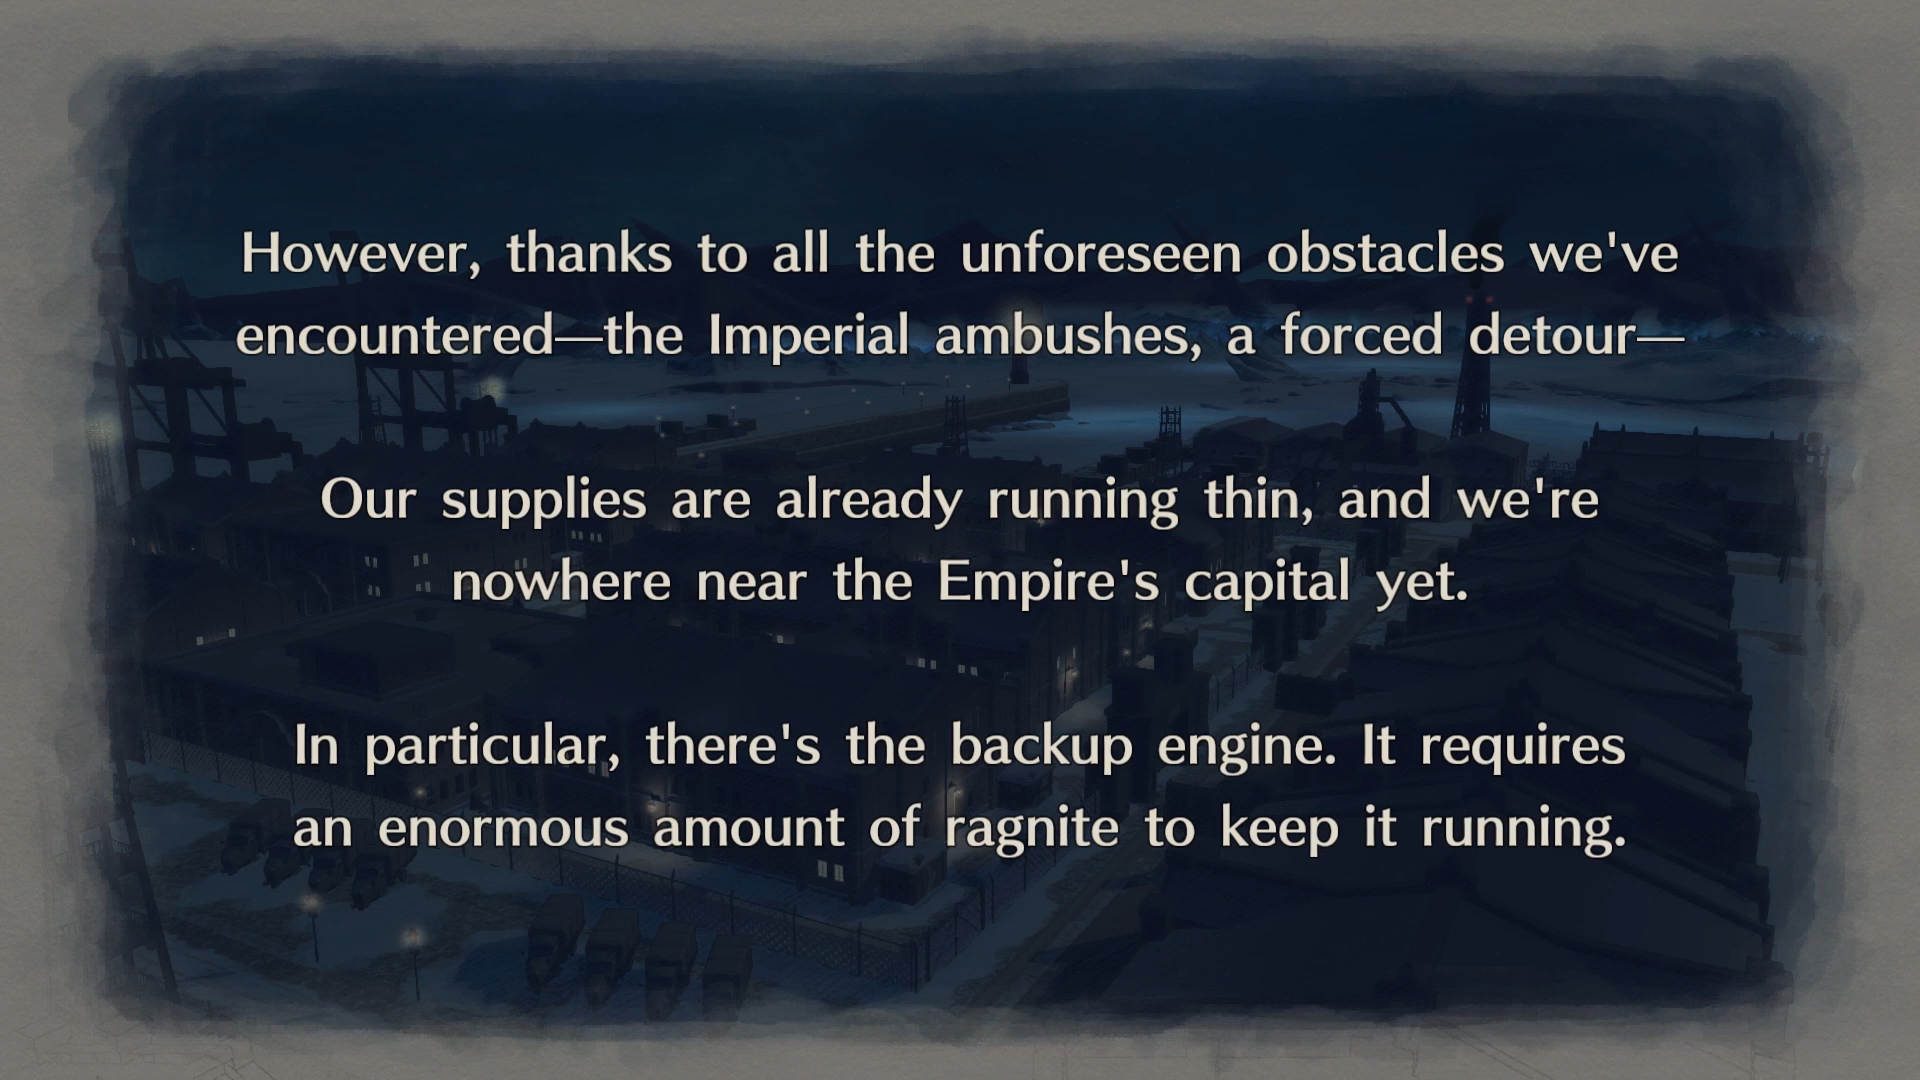 However, thanks to all the unforeseen obstacles we've
encountered—the Imperial ambushes, a forced detour—
Our supplies are already running thin, and we're
nowhere near the Empire's capital yet.
In particular, there's the backup engine. It requires
an enormous amount of ragnite to keep it running.